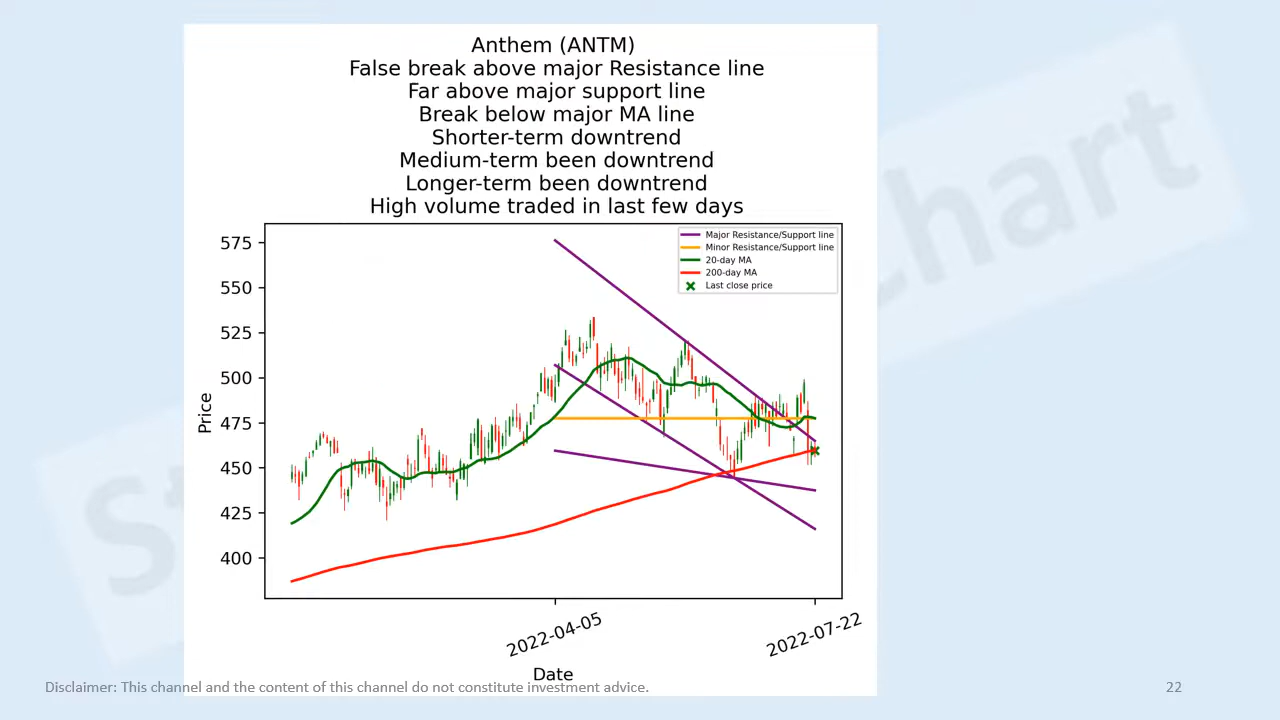 Anthem (ANTM)
False break above major Resistance line
Far above major support line
Break below major MA line
Shorter-term downtrend
Medium-term been downtrend
Longer-term been downtrend
High volume traded in last few days
Major Resistance/Support line
Minor Resistance/Support line
20-day MA
200-day MA
Last close price
575
550
525
500
475
450
425
400
Price
2022-04-05
2022-07-22
Date
Disclaimer: This channel and the content of this channel do not constitute investment advice.
22
St
hart